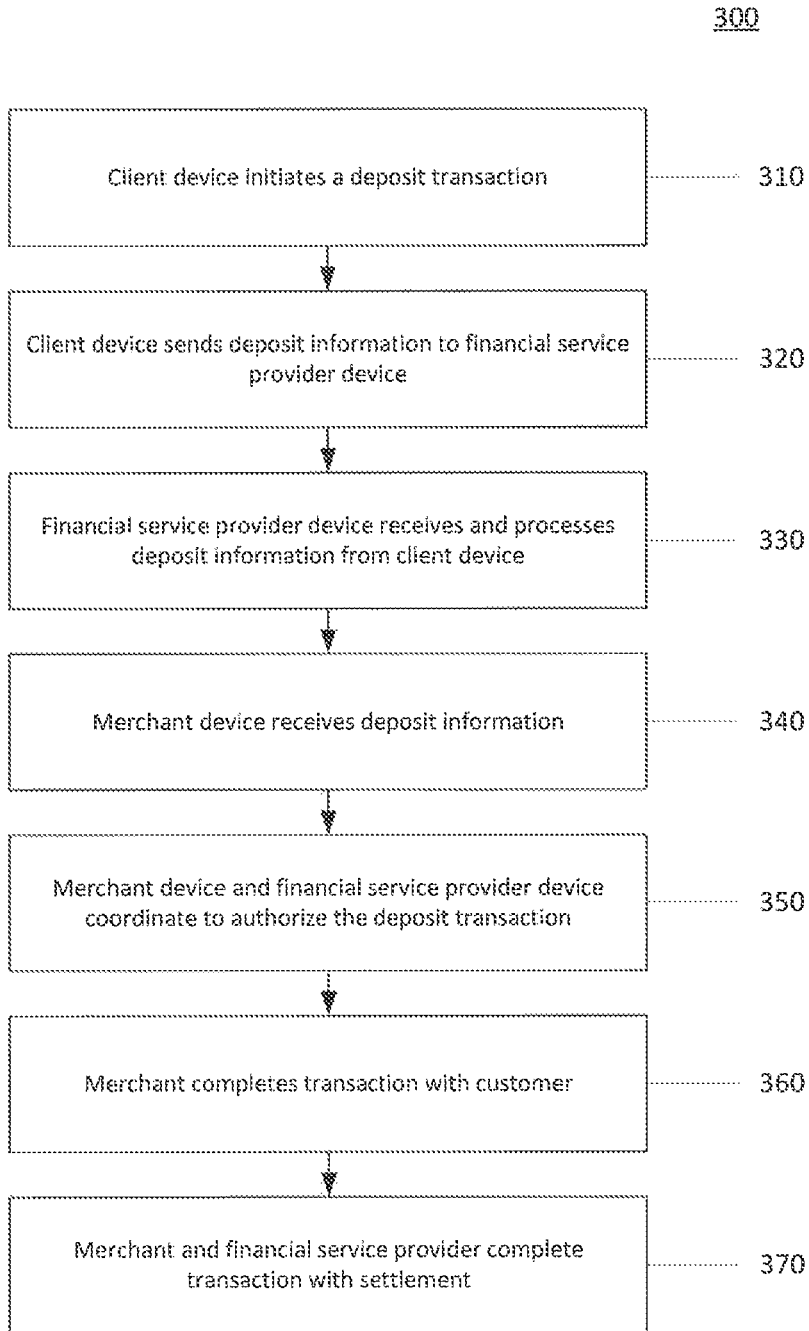 300
Client device initiates a deposit transaction
310
Client device sends deposit information to financial service
provider device
320
Financial service provider device receives and processes
deposit information from client device
330
Merchant device receives deposit information
340
Merchant device and financial service provider device
coordinate to authorize the deposit transaction
350
Merchant completes transaction with customer
360
Merchant and financial service provider complete
transaction with settlement
370